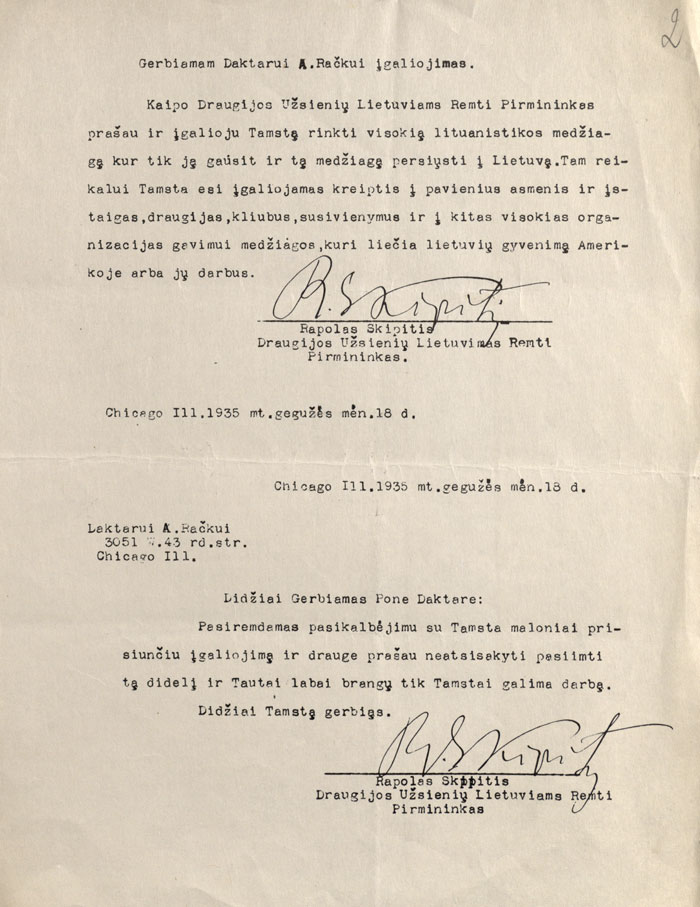 2
Gerbiamam Daktarui A.Račkui įgaliojimas.
Kaipo Draugijos Užsienių Lietuviams Remti Pirmininkas
prašau ir įgalioju Tamstą rinkti visokią lituanistikos medžia-
gą kur tik ją gausit ir tą medžiagą persiųsti į Lietuvą.Tam rei-
kalui Tamsta esi įgaliojamas kreiptis į pavienius asmenis ir įs-
taigas,draugijas,kliubus,susivienymus ir į kitas visokias orga-
nizacijas gavimui medžiagos,kuri liečia lietuvių gyvenimą Ameri-
koje arba jų darbus.
R. Skipitis
Rapolas Skipitis
Draugijos Užsienių Lietuvimas Remti
Pirmininkas.
Chicago Ill.1935 mt.gegužės mėn.18 d.
Chicago Ill.1935 mt.gegužės mėn.18 d.
Laktarui A.Račkui
3051 W.43 rd.str.
Chicago Ill.
Didžiai Gerbiamas Pone Daktare:
Pasiremdamas pasikalbėjimu su Tamsta maloniai pri-
siunčiu įgaliojimą ir drauge prašau neatsisakyti pasiimti
tą didelį ir Tautai labai brangų tik Tamstai galima darbą.
Didžiai Tamstą gerbiąs.
R. Skipitis
Rapolas Skipitis
Draugijos Užsienių Lietuviams Remti
Pirmininkas